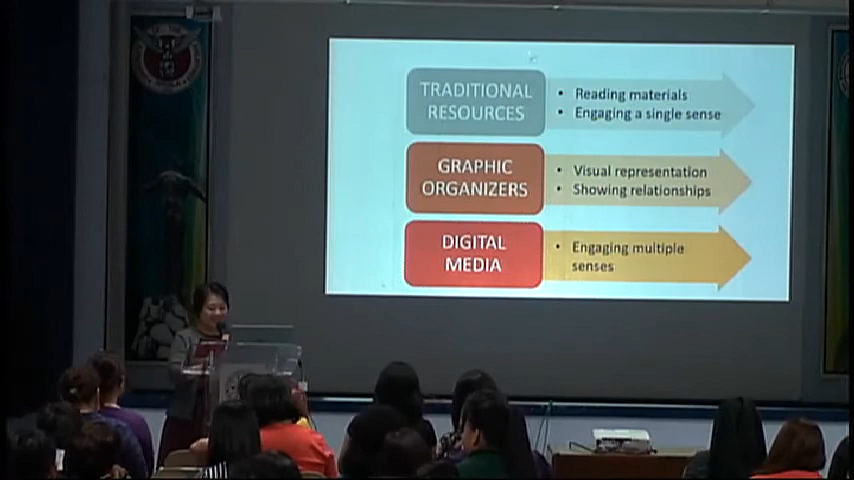 TRADITIONAL
RESOURCES
• Reading materials
• Engaging a single sense
GRAPHIC
ORGANIZERS
• Visual representation
• Showing relationships
DIGITAL
MEDIA
• Engaging multiple
senses